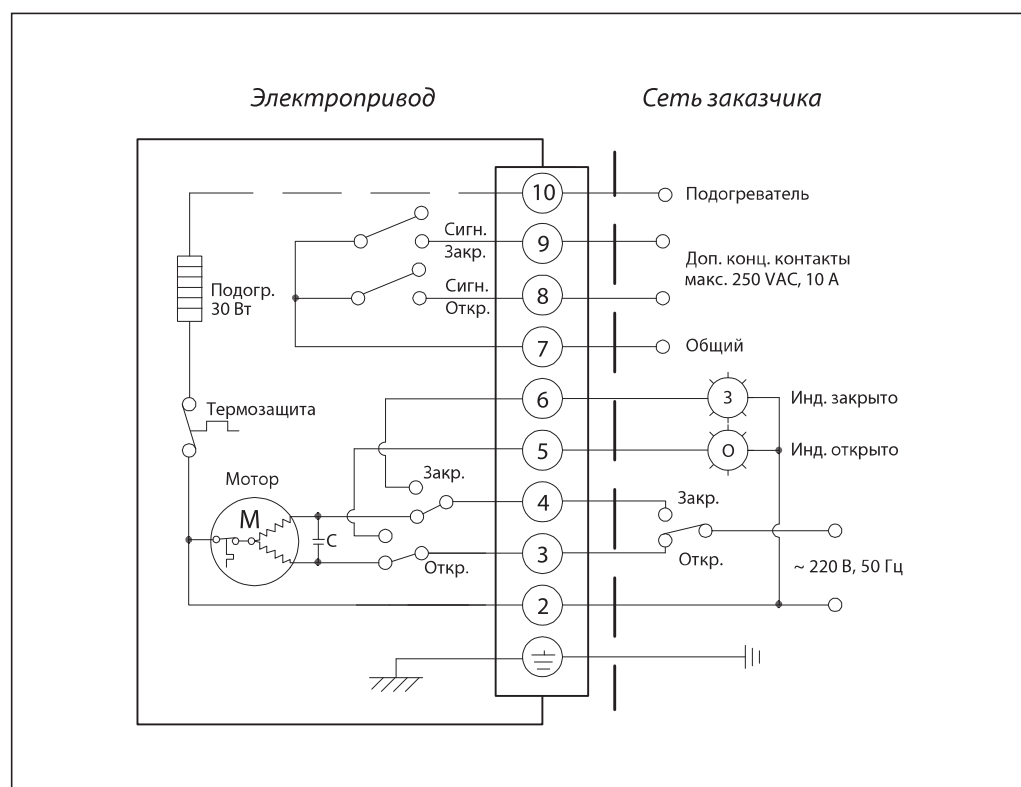 Электропривод
Сеть заказчика
10
Подогреватель
Сигн.
Закр.
9
Доп. конц. контакты
макс. 250 VAC, 10 А
Подогр.
30 Вт
Сигн.
Откр.
8
7
Общий
6
З
Инд. закрыто
Термозащита
5
О
Инд. открыто
Мотор
Закр.
4
Закр.
М
С
Откр.
3
Откр.
~ 220 В, 50 Гц
2